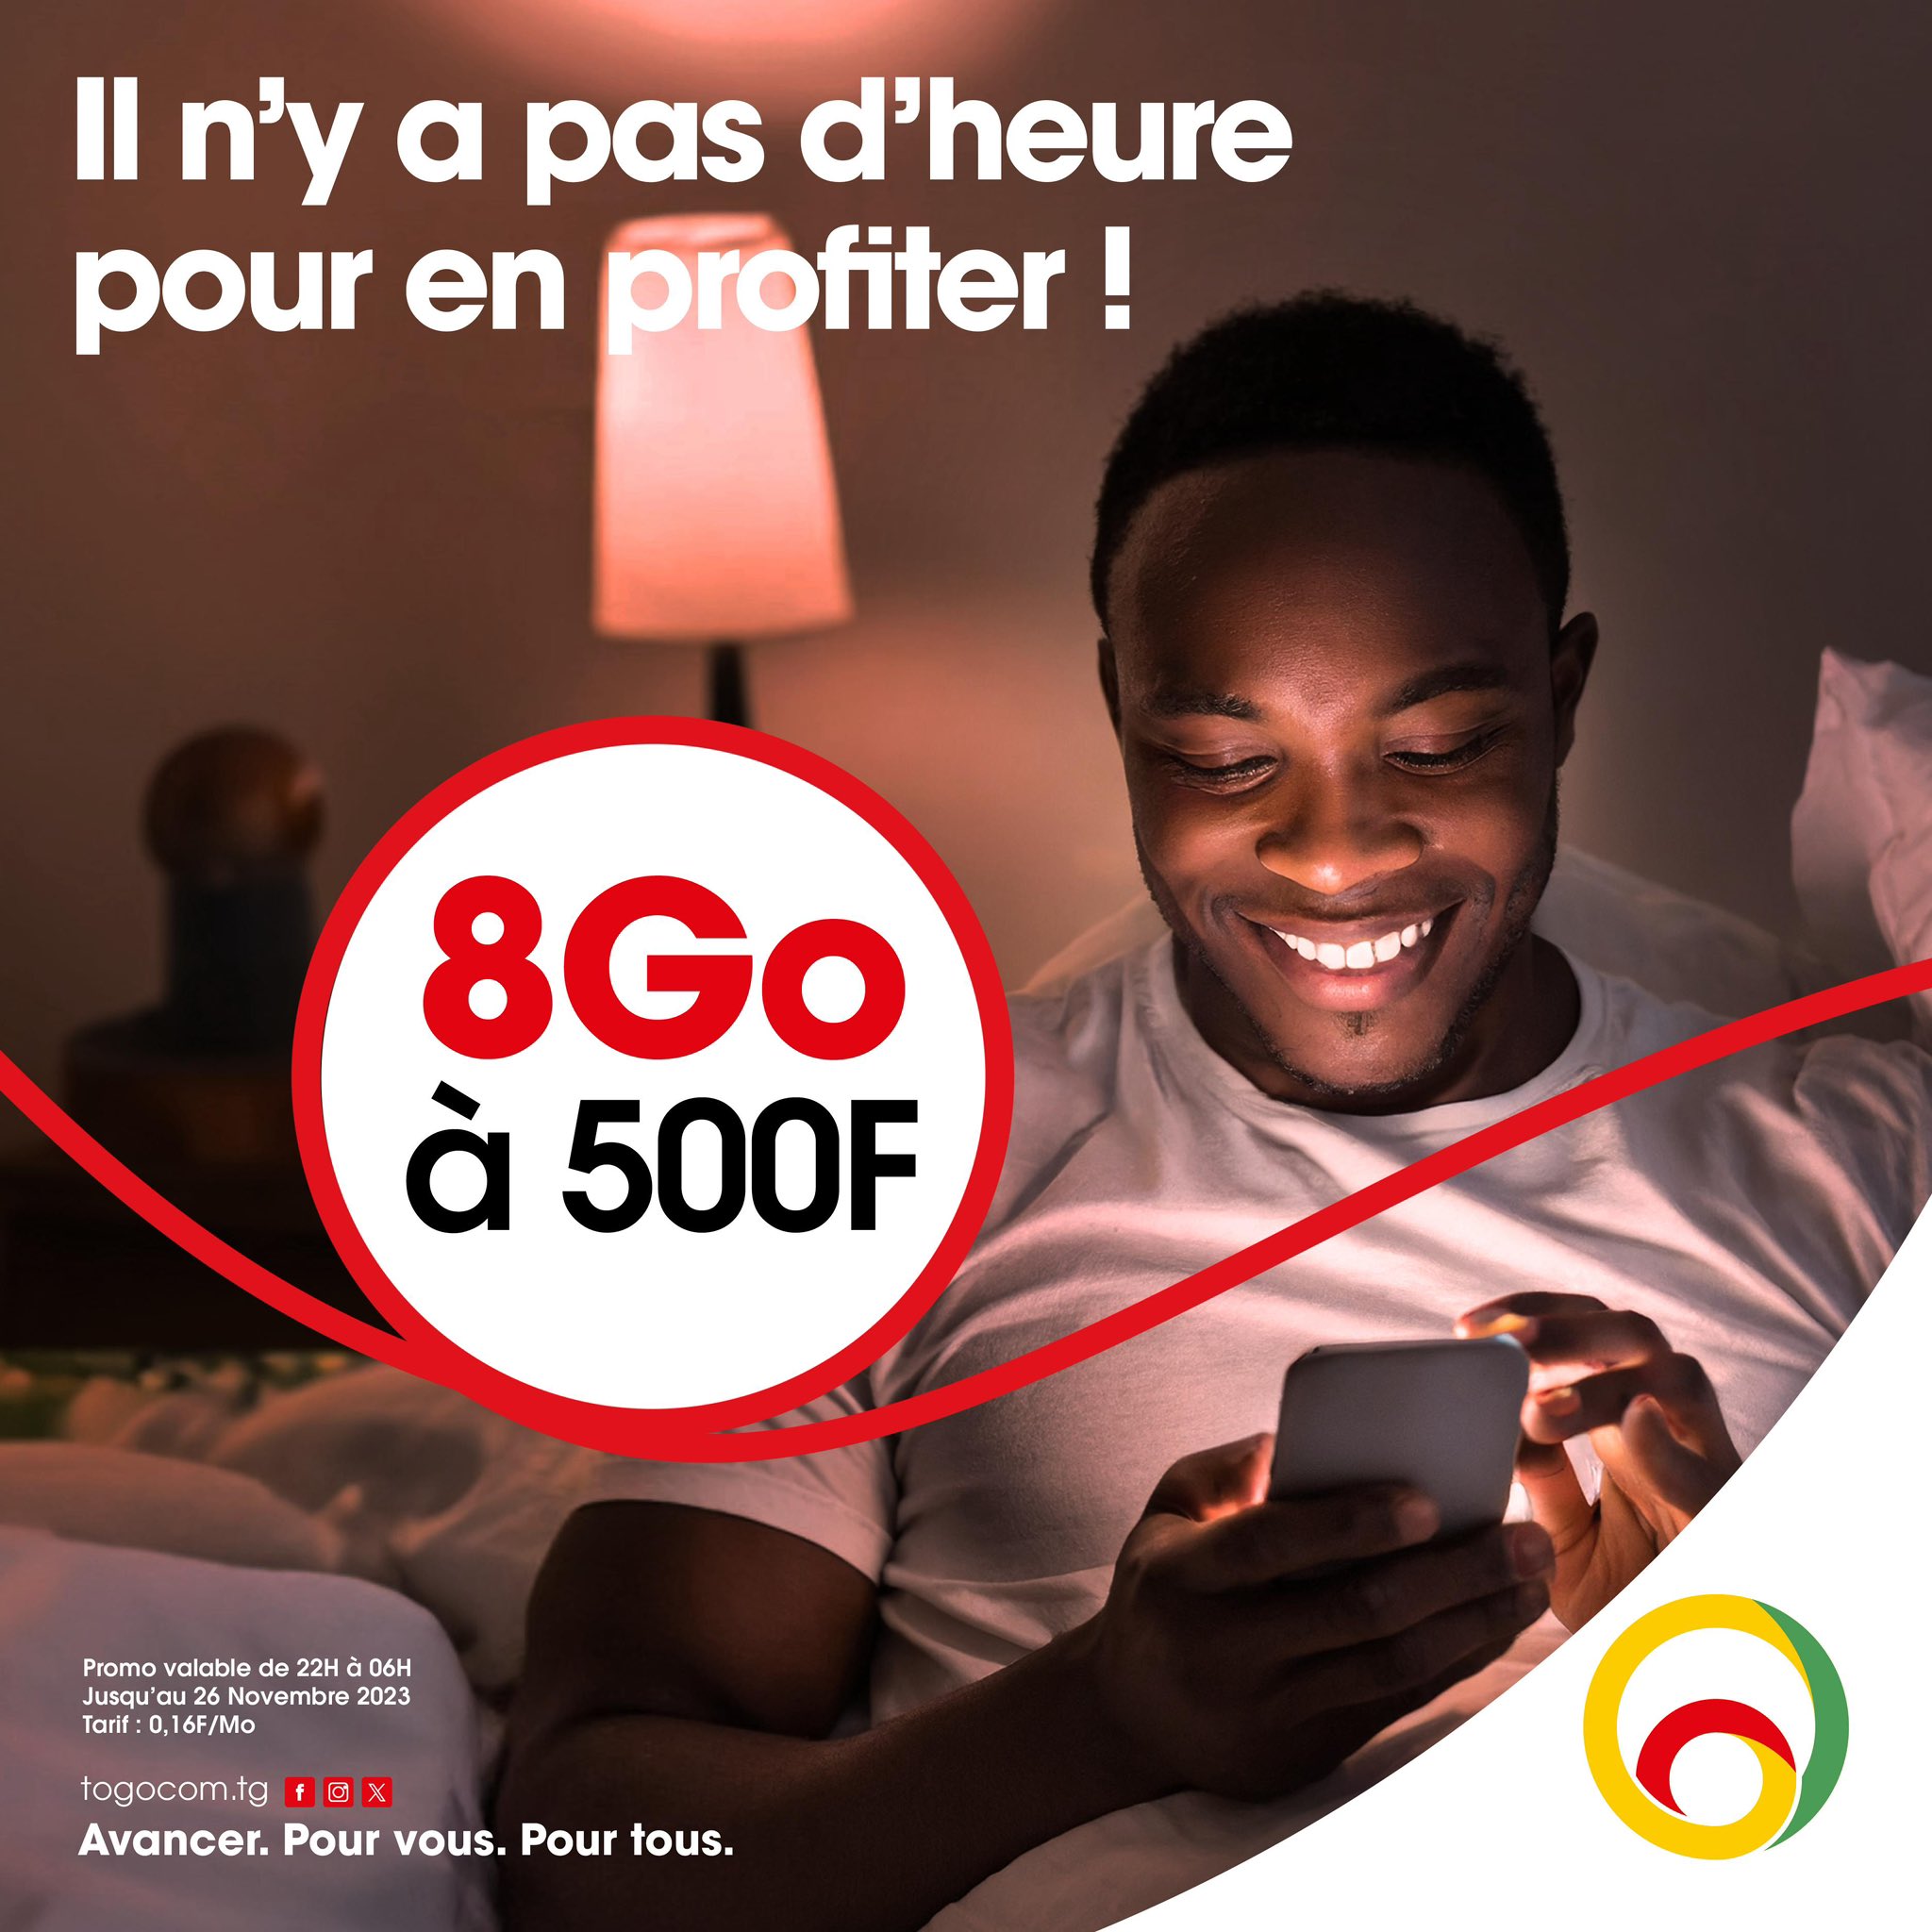 Il n’y a pas d’heure
pour en profiter !
8Go
à 500F
Promo valable de 22H à 06H
Jusqu’au 26 Novembre 2023
Tarif : 0,16F/Mo
togocom.tg
Avancer. Pour vous. Pour tous.